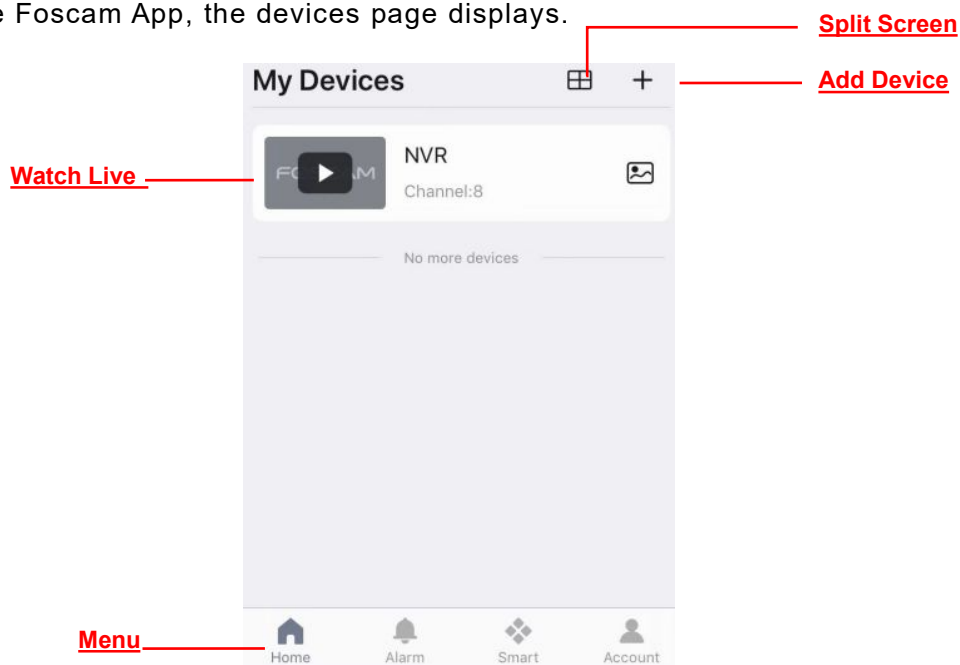 e Foscam App, the devices page displays.
Split Screen
My Devices
Add Device
NVR
Watch Live
Channel:8
No more devices
Menu
Home Alarm Smart Account